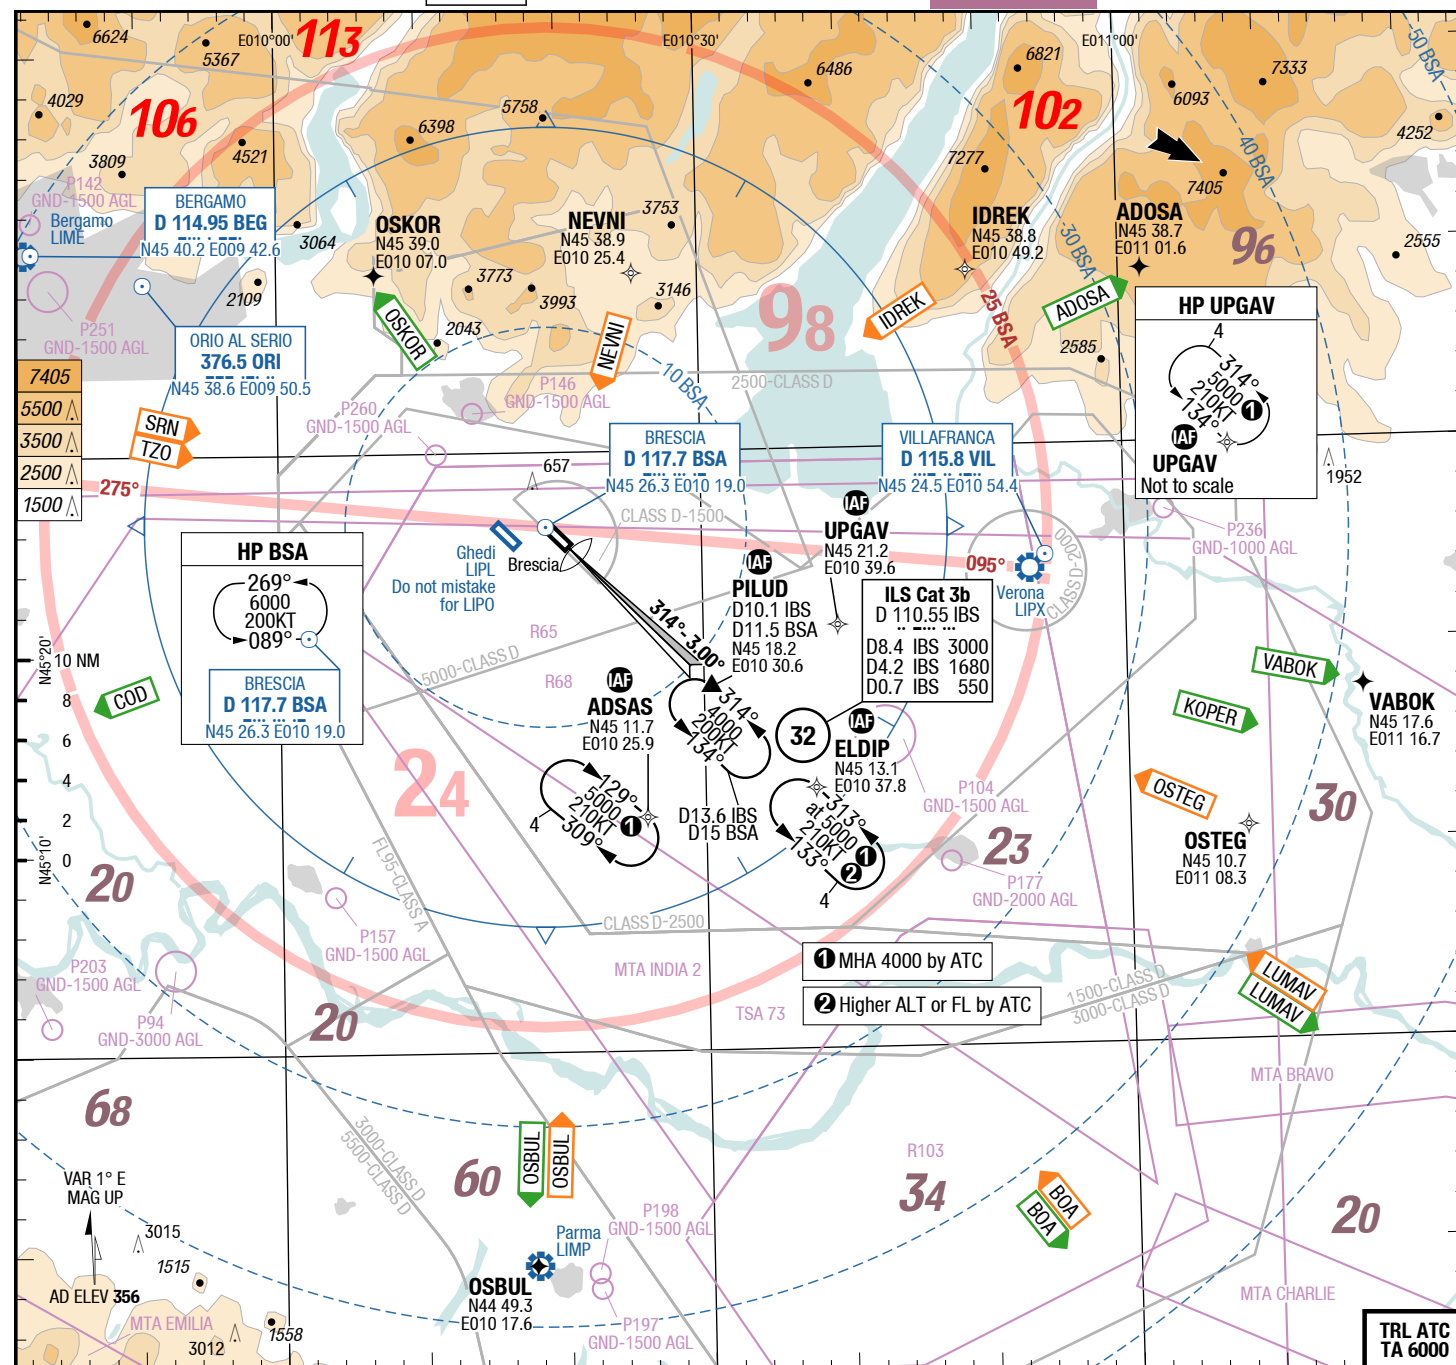 113
E010°00'
E010°30'
E011°00'
50 BSA
6624
5367
4029
106
3809
4521
5758
6398
6486
6821
102
7277
7333
6093
4252
40 BSA
7405
P142
GND-1500 AGL
Bergamo
LIME
BERGAMO
D 114.95 BEG
N45 40.2 E009 42.6
3064
2109
OSKOR
N45 39.0
E010 07.0
OSKOR
NEVNI
N45 38.9
E010 25.4
3753
3773
3993
3146
2043
NEVNI
IDREK
N45 38.8
E010 49.2
IDREK
30 BSA
25 BSA
ADOSA
N45 38.7
E011 01.6
ADOSA
96
2555
98
2585
P251
GND-1500 AGL
ORIO AL SERIO
376.5 ORI
N45 38.6 E009 50.5
HP UPGAV
4
314°
5000
210KT
134°
1
IAF
UPGAV
Not to scale
7405
5500
3500
2500
1500
SRN
TZO
P260
GND-1500 AGL
P146
GND-1500 AGL
10 BSA
2500-CLASS D
275°
657
BRESCIA
D 117.7 BSA
N45 26.3 E010 19.0
CLASS D-1500
VILLAFRANCA
D 115.8 VIL
N45 24.5 E010 54.4
1952
P236
GND-1000 AGL
HP BSA
269°
6000
200KT
089°
BRESCIA
D 117.7 BSA
N45 26.3 E010 19.0
Ghedi
LIPL
Do not mistake
for LIPO
Brescia
IAF
UPGAV
N45 21.2
E010 39.6
IAF
PILUD
D10.1 IBS
D11.5 BSA
N45 18.2
E010 30.6
095°
Verona
LIPX
CLASS D-2000
ILS Cat 3b
D 110.55 IBS
D8.4 IBS 3000
D4.2 IBS 1680
D0.7 IBS 550
314°- 3.00°
R65
5000-CLASS D
R68
N45°20'
10 NM
8
6
4
2
0
N45°10'
COD
IAF
ADSAS
N45 11.7
E010 25.9
314°
4000
200KT
134°
32
IAF
ELDIP
N45 13.1
E010 37.8
129°
5000
210KT
309°
1
4
D13.6 IBS
D15 BSA
313°
at 5000
210KT
133°
1
2
4
P104
GND-1500 AGL
VABOK
VABOK
N45 17.6
E011 16.7
KOPER
OSTEG
OSTEG
N45 10.7
E011 08.3
30
24
23
20
P177
GND-2000 AGL
FL95-CLASS A
P157
GND-1500 AGL
CLASS D-2500
P203
GND-1500 AGL
P94
GND-3000 AGL
20
MTA INDIA 2
TSA 73
1 MHA 4000 by ATC
2 Higher ALT or FL by ATC
1500-CLASS D
3000-CLASS D
LUMAV
LUMAV
MTA BRAVO
68
3000-CLASS D
5500-CLASS D
60
OSBUL
OSBUL
R103
34
BOA
BOA
20
VAR 1° E
MAG UP
3015
1515
AD ELEV 356
MTA EMILIA
3012
1558
Parma
LIMP
OSBUL
N44 49.3
E010 17.6
P198
GND-1500 AGL
P197
GND-1500 AGL
MTA CHARLIE
TRL ATC
TA 6000